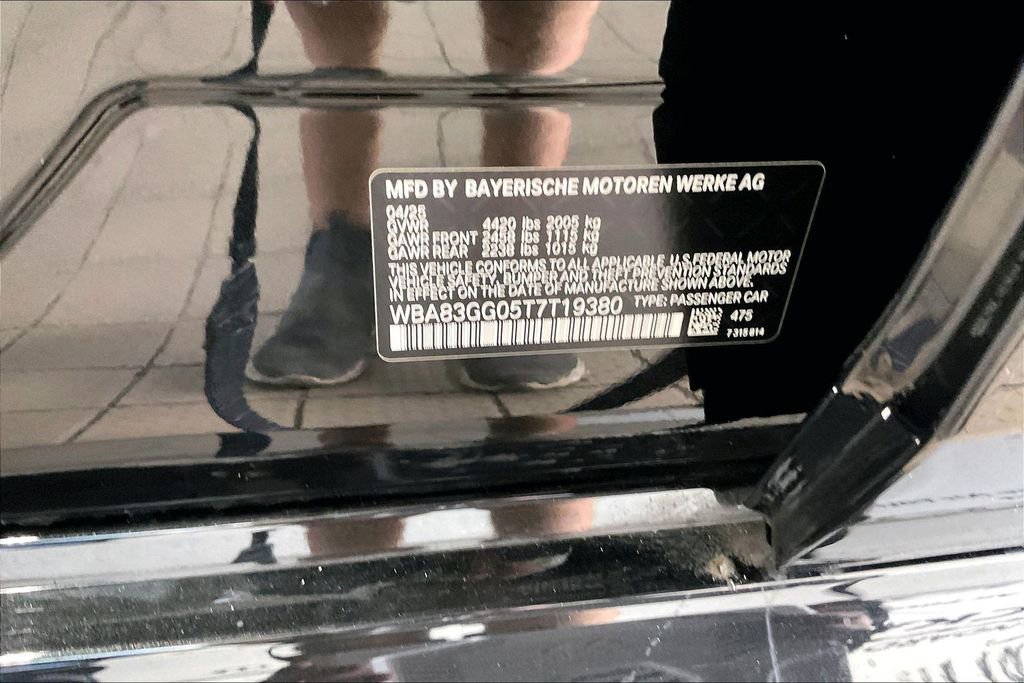 MFD BY BAYERISCHE MOTOREN WERKE AG
04/25
GVWR 4420 lbs 2005 kg
GAWR FRONT 2458 lbs 1115 kg
GAWR REAR 2238 lbs 1015 kg
THIS VEHICLE CONFORMS TO ALL APPLICABLE U.S FEDERAL MOTOR
VEHICLE SAFETY, BUMPER AND THEFT PREVENTION STANDARDS
IN EFFECT ON THE DATE OF MANUFACTURE SHOWN ABOVE.
WBA83GG05T7T19380 TYPE: PASSENGER CAR
475
7315814